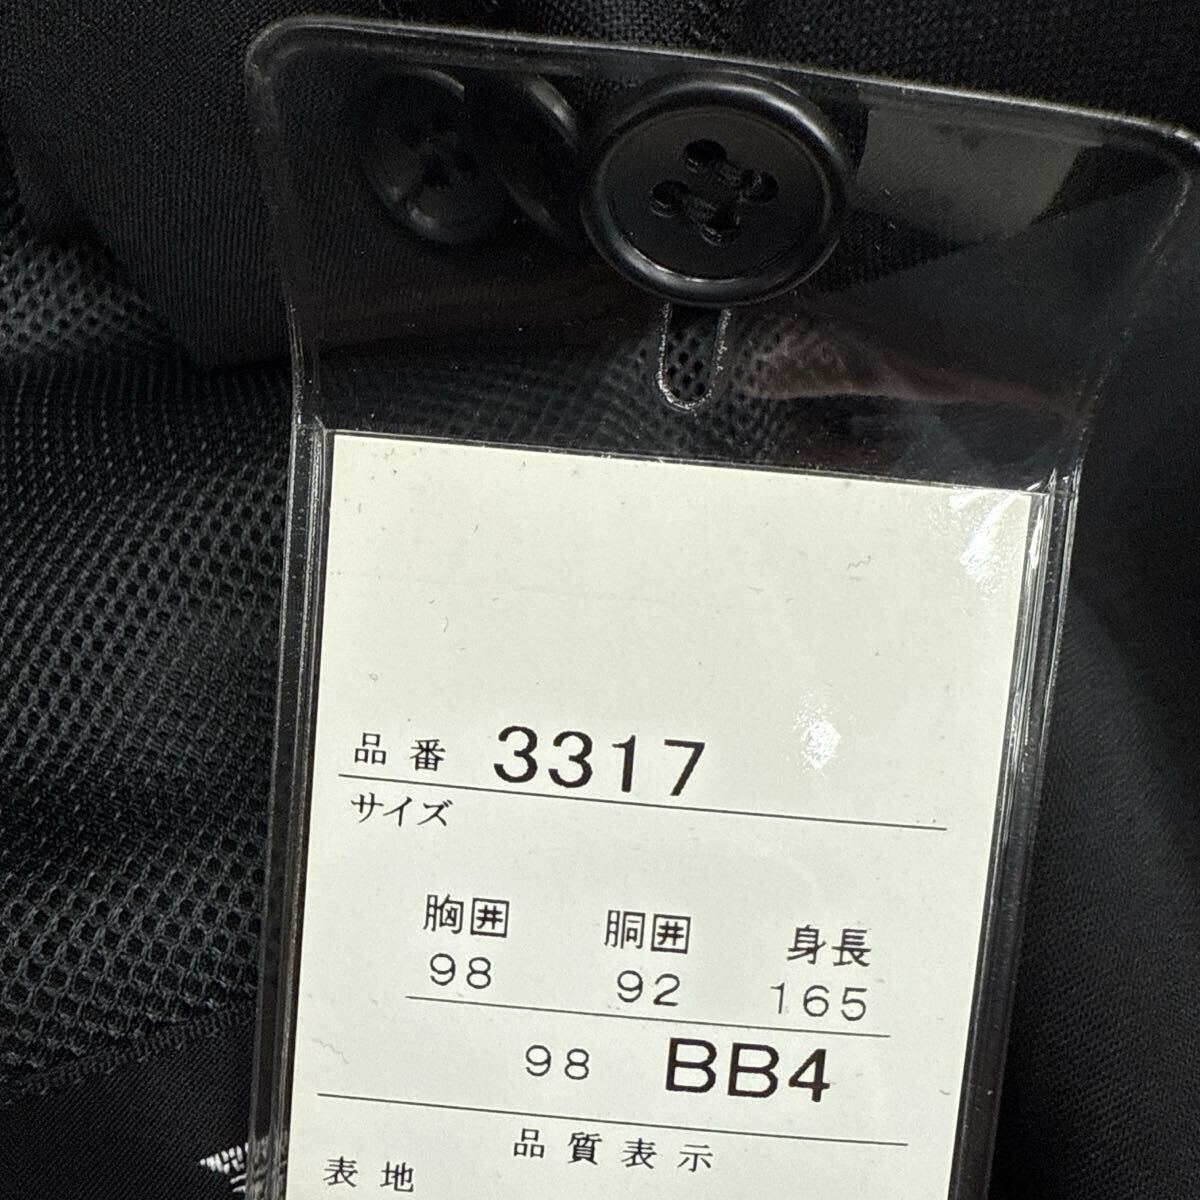 品番 3317
サイズ
胸囲 胴囲 身長
98 92 165
98 BB4
品質表示
表地